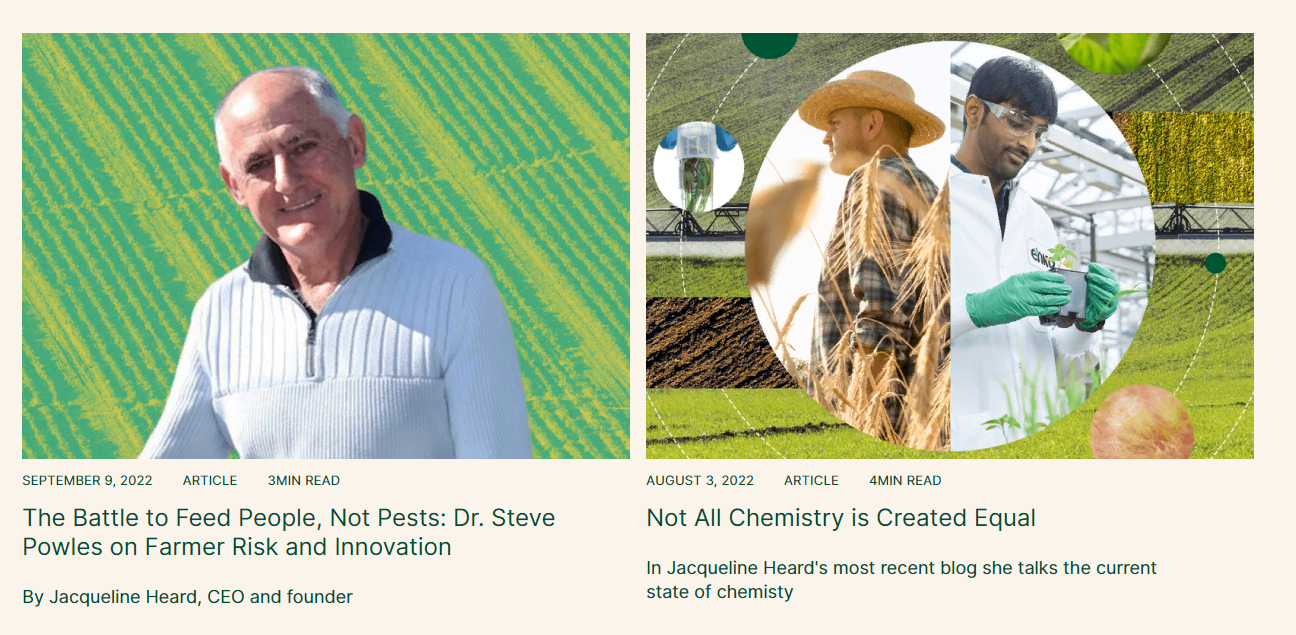 SEPTEMBER 9, 2022 ARTICLE 3MIN READ
The Battle to Feed People, Not Pests: Dr. Steve
Powles on Farmer Risk and Innovation
By Jacqueline Heard, CEO and founder
enko
AUGUST 3, 2022 ARTICLE 4MIN READ
Not All Chemistry is Created Equal
In Jacqueline Heard's most recent blog she talks the current
state of chemisty